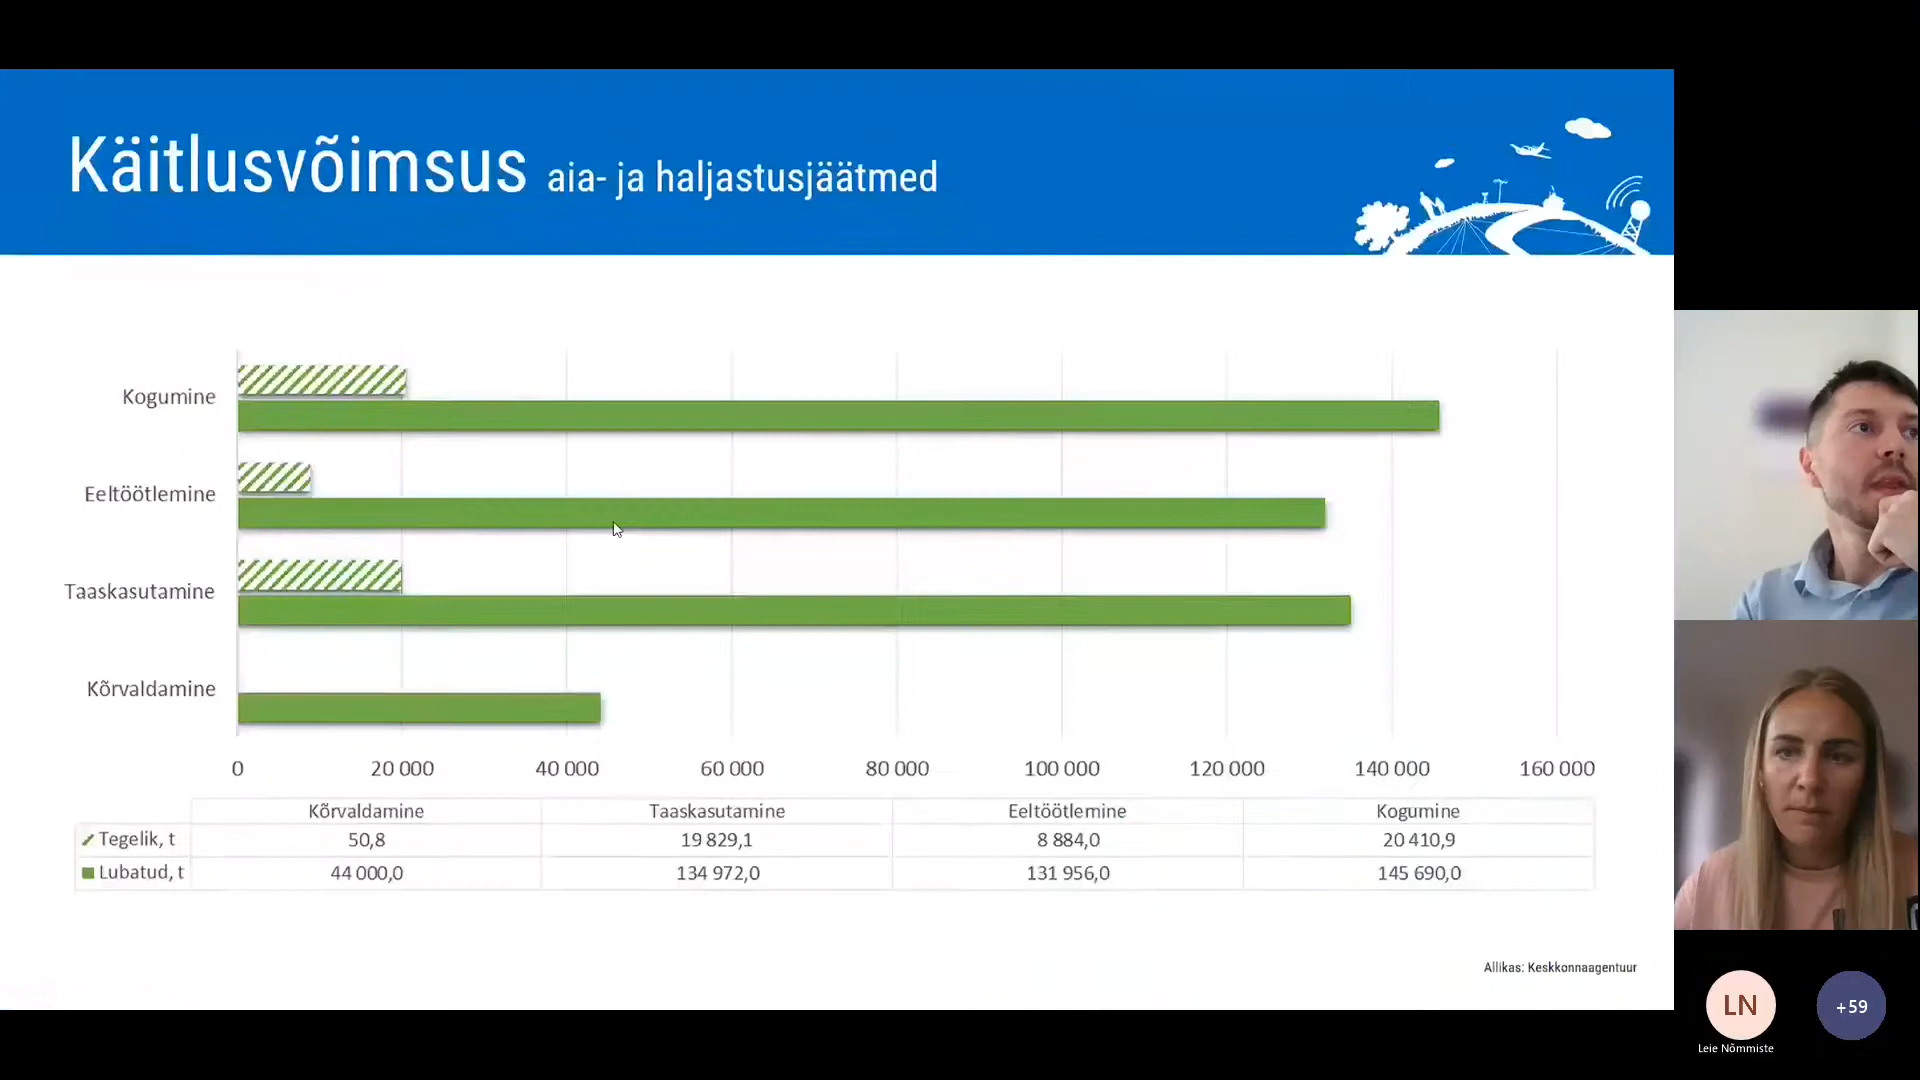 Käitlusvõimsus aia- ja haljastusjäätmed
Kogumine
Eeltöötlemine
Taaskasutamine
Kõrvaldamine
0 20 000 40 000 60 000 80 000 100 000 120 000 140 000 160 000
Kõrvaldamine Taaskasutamine Eeltöötlemine Kogumine
Tegelik, t 50,8 19 829,1 8 884,0 20 410,9
Lubatud, t 44 000,0 134 972,0 131 956,0 145 690,0
Allikas: Keskkonnaagentuur
LN +59
Leie Nõmmiste